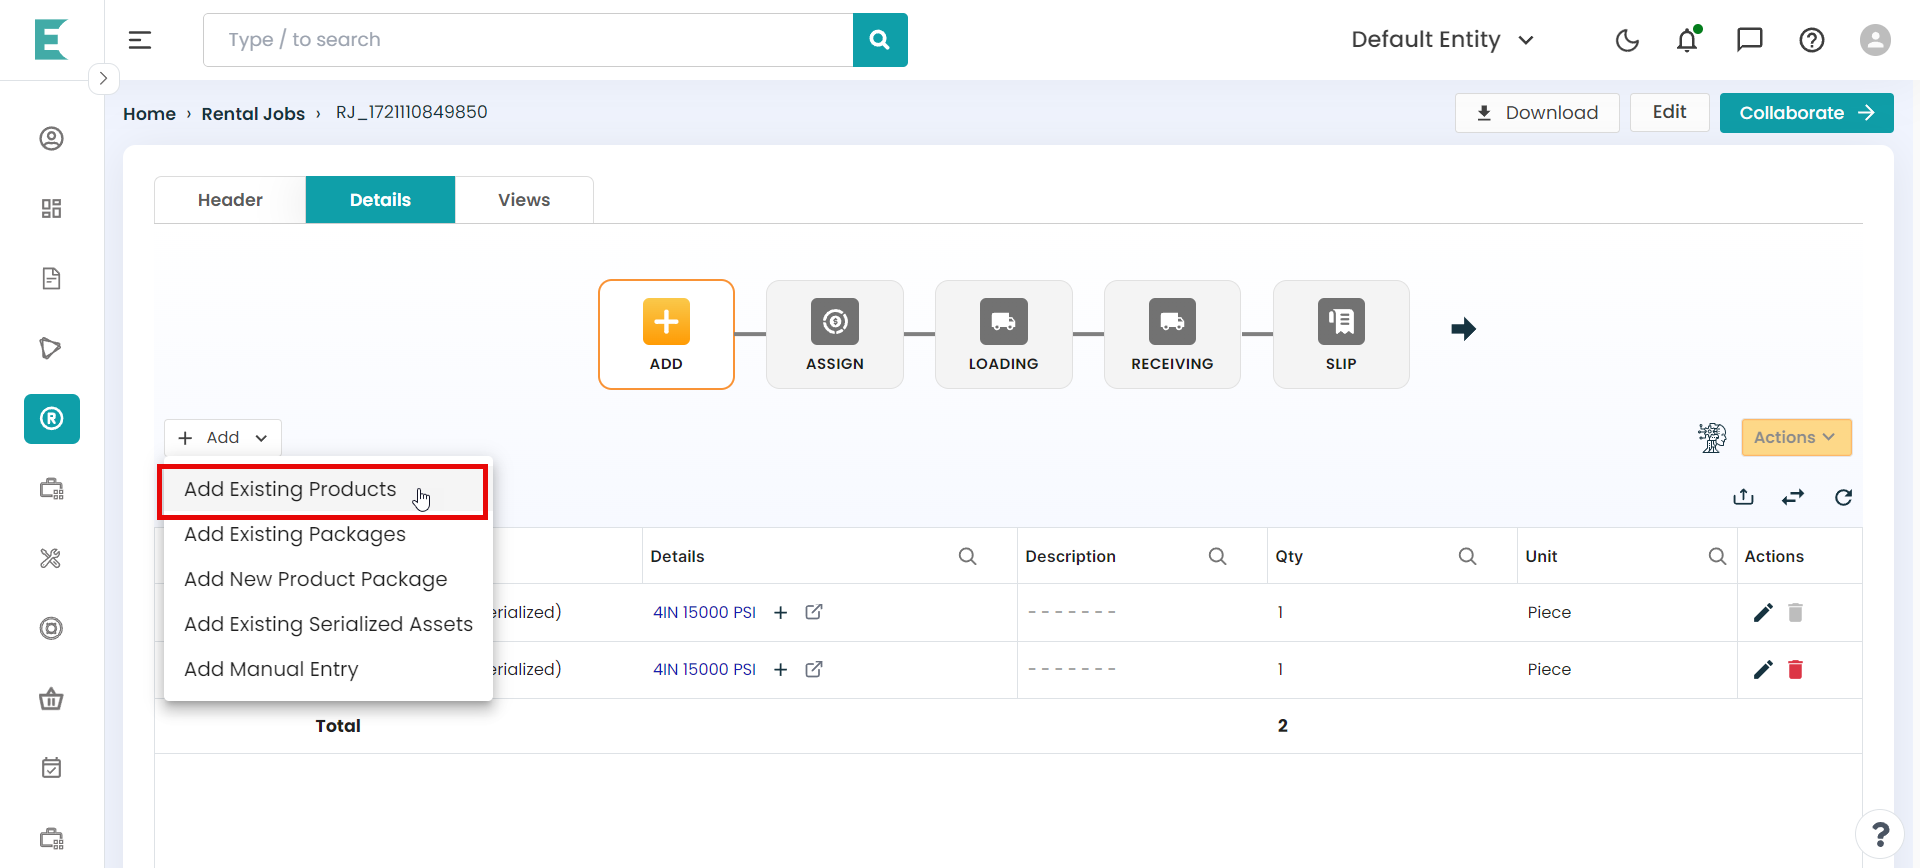 E
Type / to search
Default Entity
Home › Rental Jobs › RJ_1721110849850
Download
Edit
Collaborate
Header
Details
Views
ADD
ASSIGN
LOADING
RECEIVING
SLIP
R
+ Add
Actions
Add Existing Products
Add Existing Packages
Add New Product Package
Add Existing Serialized Assets
Add Manual Entry
Details
Description
Qty
Unit
Actions
erialized)
4IN 15000 PSI
-------
1
Piece
erialized)
4IN 15000 PSI
-------
1
Piece
Total
2
?